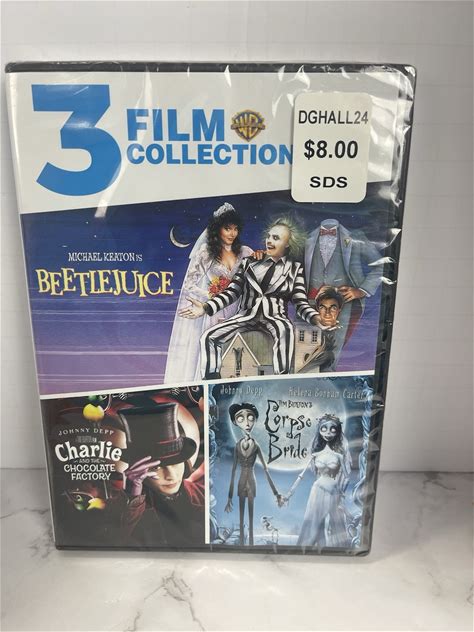 3 FILM
COLLECTION
WB
DGHALL24
$8.00
SDS
MICHAEL KEATON IS
BEETLEJUICE
JOHNNY DEPP
Charlie
AND THE
CHOCOLATE
FACTORY
Johnny Depp Helena Bonham Carter
TIM BURTON'S
Corpse
Bride